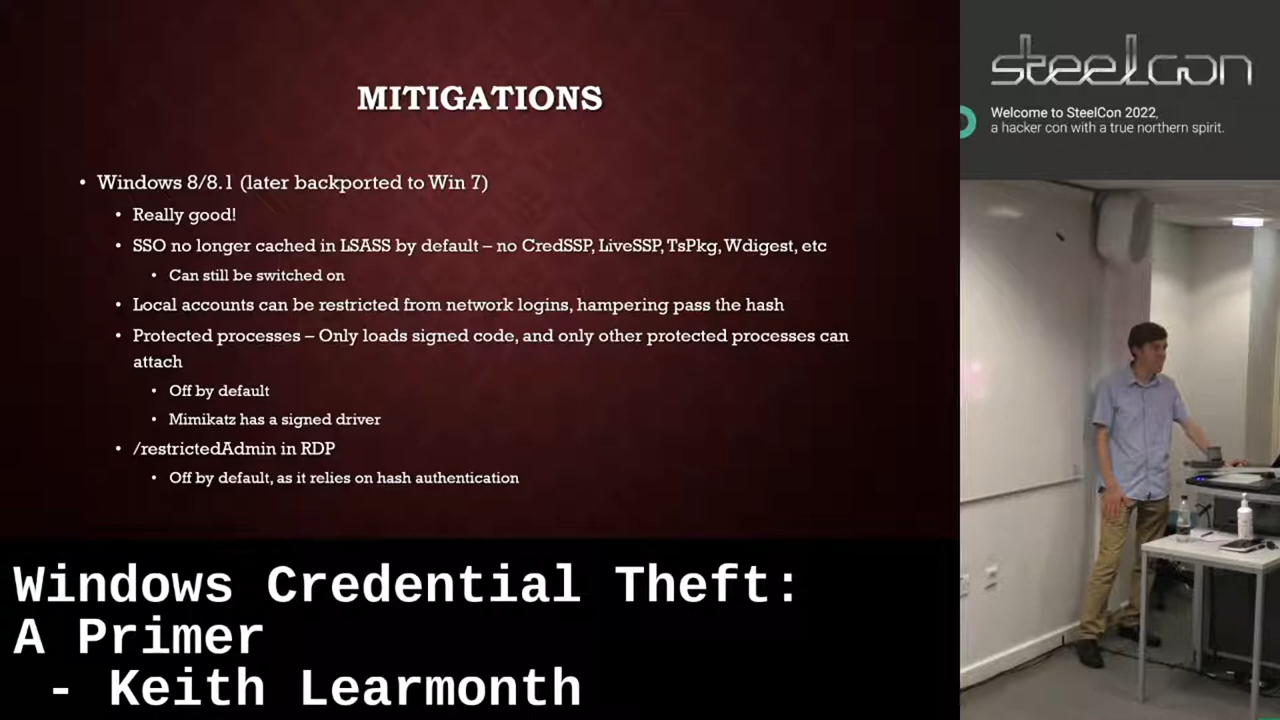 MITIGATIONS
• Windows 8/8.1 (later backported to Win 7)
• Really good!
• SSO no longer cached in LSASS by default – no CredSSP, LiveSSP, TsPkg, Wdigest, etc
• Can still be switched on
• Local accounts can be restricted from network logins, hampering pass the hash
• Protected processes – Only loads signed code, and only other protected processes can
attach
• Off by default
• Mimikatz has a signed driver
• /restrictedAdmin in RDP
• Off by default, as it relies on hash authentication
steelcon
Welcome to SteelCon 2022,
a hacker con with a true northern spirit.
Windows Credential Theft:
A Primer
- Keith Learmonth